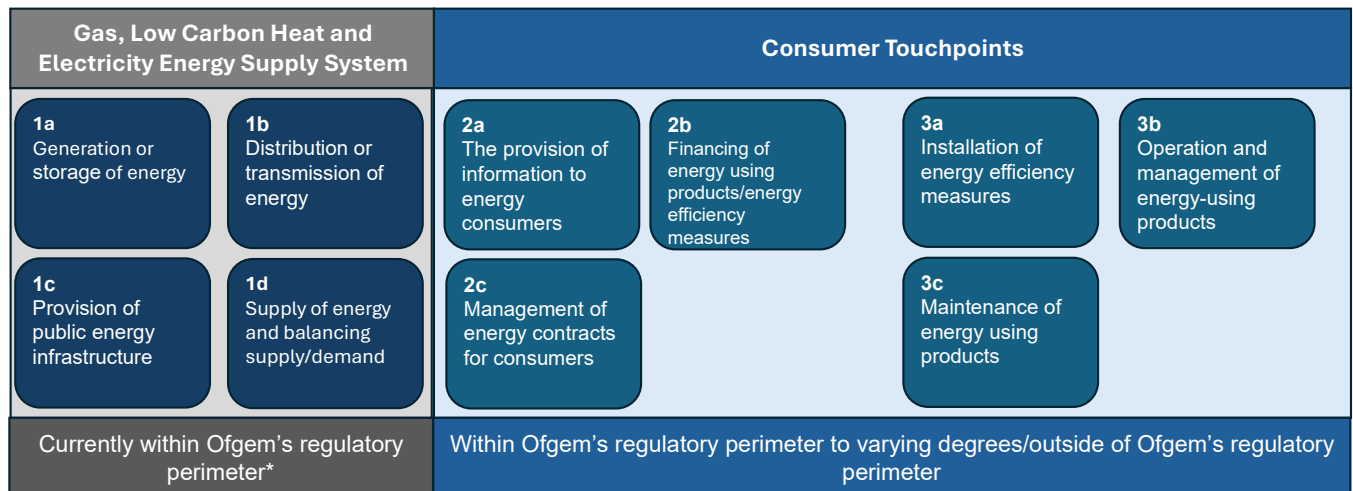 Gas, Low Carbon Heat and
Electricity Energy Supply System
Consumer Touchpoints
1a
Generation or
storage of energy
1b
Distribution or
transmission of
energy
1c
Provision of
public energy
infrastructure
1d
Supply of energy
and balancing
supply/demand
2a
The provision of
information to
energy
consumers
2b
Financing of
energy using
products/energy
efficiency
measures
2c
Management of
energy contracts
for consumers
3a
Installation of
energy efficiency
measures
3b
Operation and
management of
energy-using
products
3c
Maintenance of
energy using
products
Currently within Ofgem’s regulatory
perimeter*
Within Ofgem’s regulatory perimeter to varying degrees/outside of Ofgem’s regulatory
perimeter